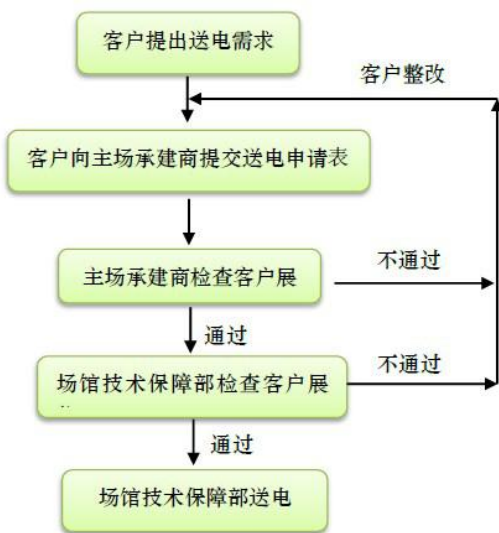 客户提出送电需求
客户整改
客户向主场承建商提交送电申请表
主场承建商检查客户展
不通过
通过
场馆技术保障部检查客户展
不通过
通过
场馆技术保障部送电